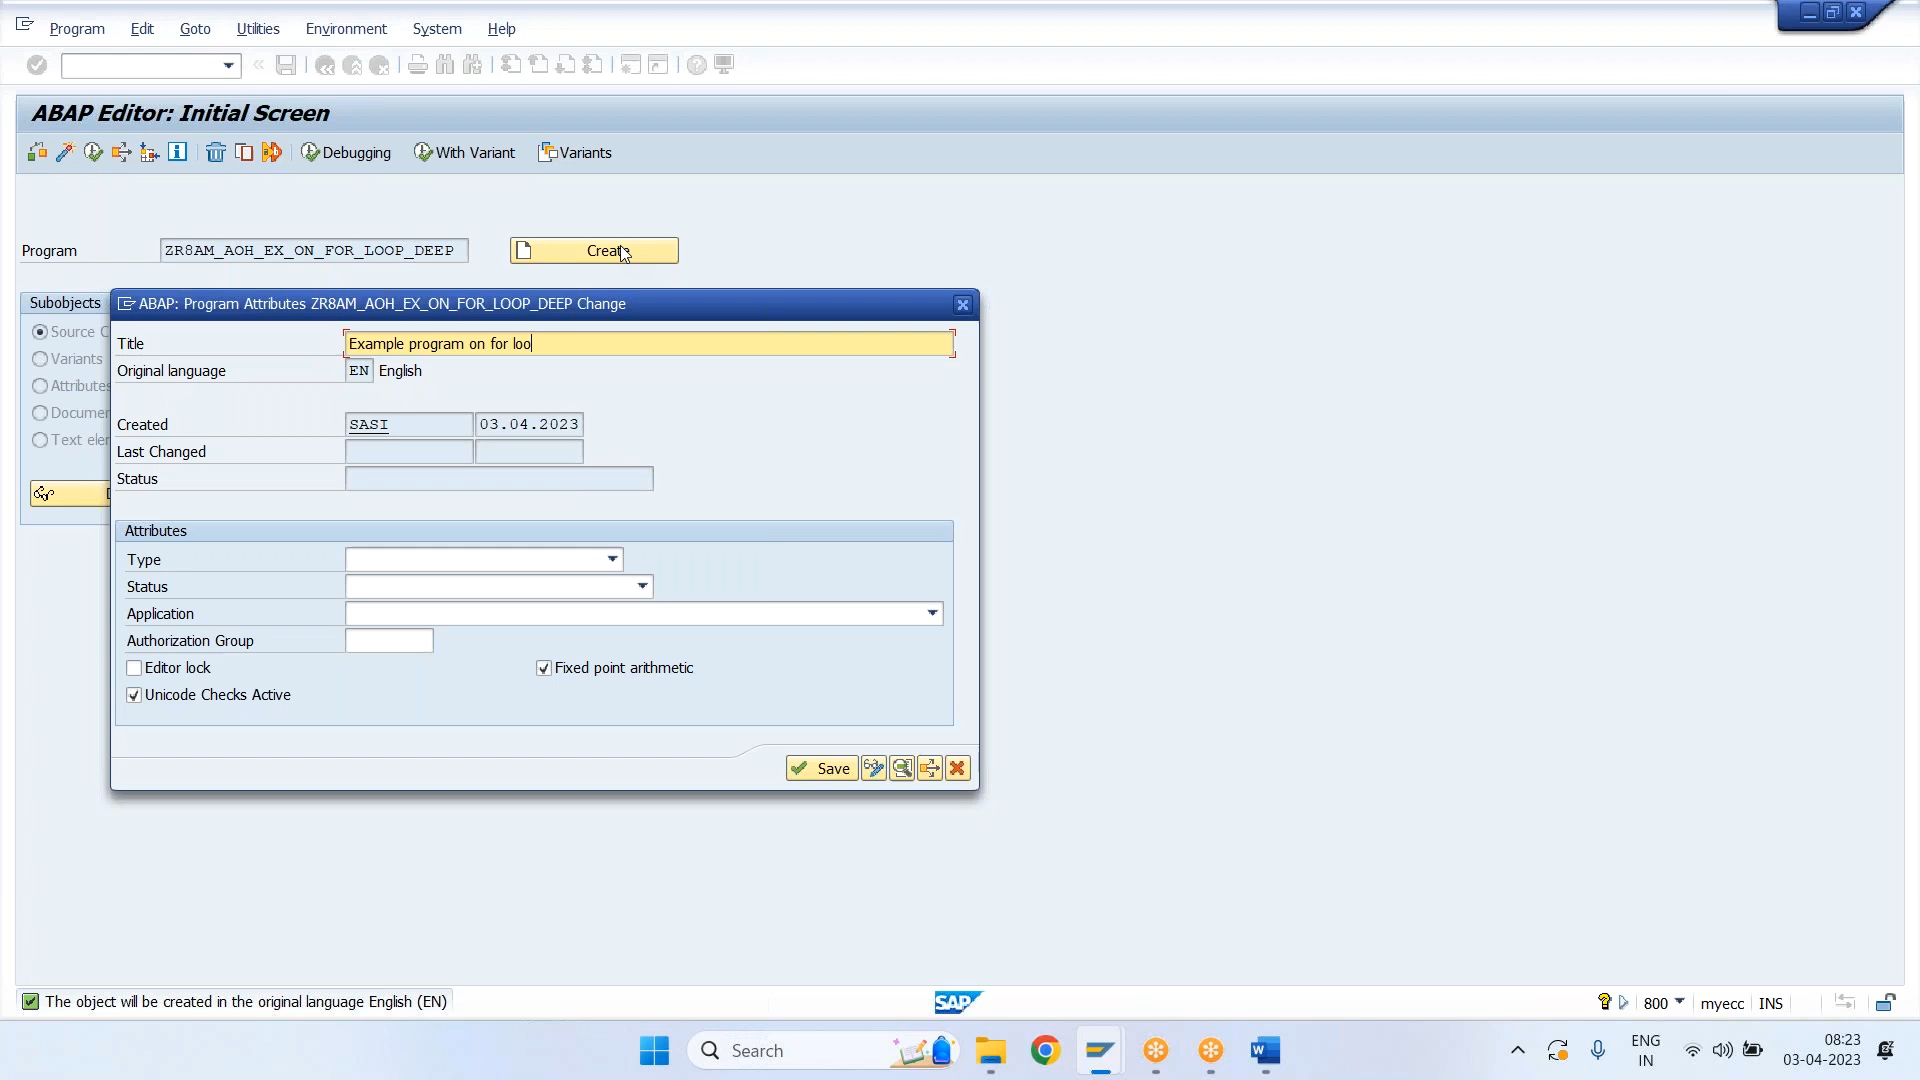 Program Edit Goto Utilities Environment System Help
ABAP Editor: Initial Screen
Debugging With Variant Variants
Program ZR8AM_AOH_EX_ON_FOR_LOOP_DEEP Create
Subobjects
Source C
Variants
Attributes
Documen
Text eler
ABAP: Program Attributes ZR8AM_AOH_EX_ON_FOR_LOOP_DEEP Change
Title Example program on for loo
Original language EN English
Created SASI 03.04.2023
Last Changed
Status
Attributes
Type
Status
Application
Authorization Group
Editor lock Fixed point arithmetic
Unicode Checks Active
Save
The object will be created in the original language English (EN)
SAP
800 myecc INS
Search
ENG
IN
08:23
03-04-2023